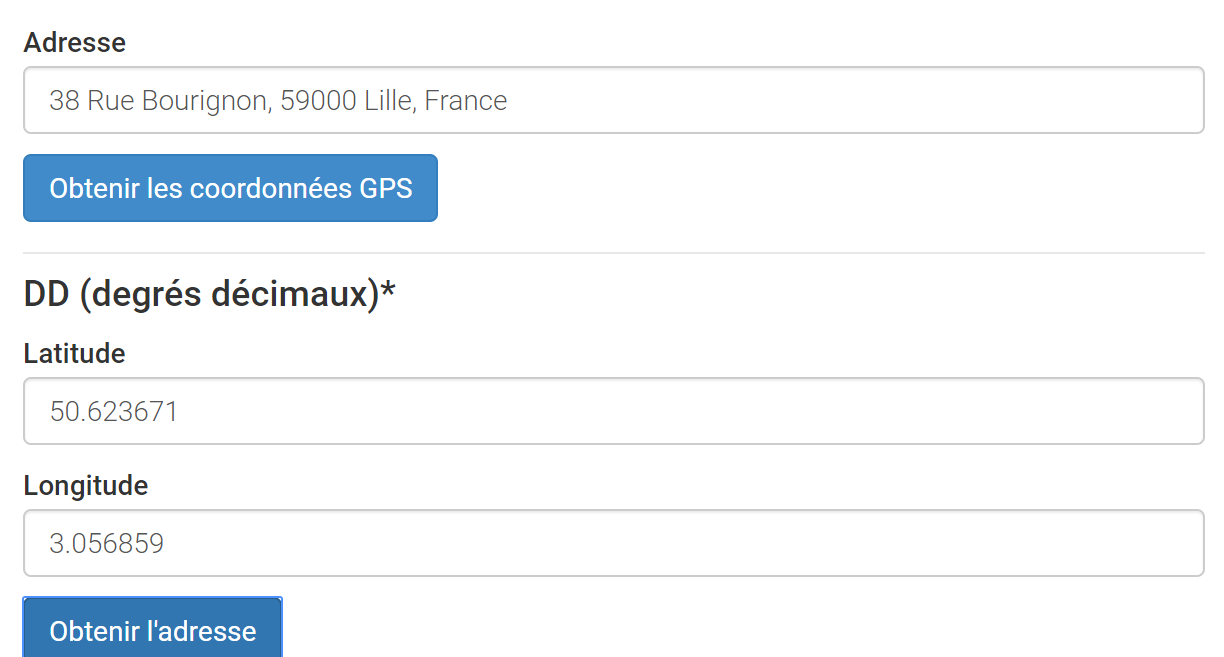 Adresse
38 Rue Bourignon, 59000 Lille, France
Obtenir les coordonnées GPS
DD (degrés décimaux)*
Latitude
50.623671
Longitude
3.056859
Obtenir l'adresse